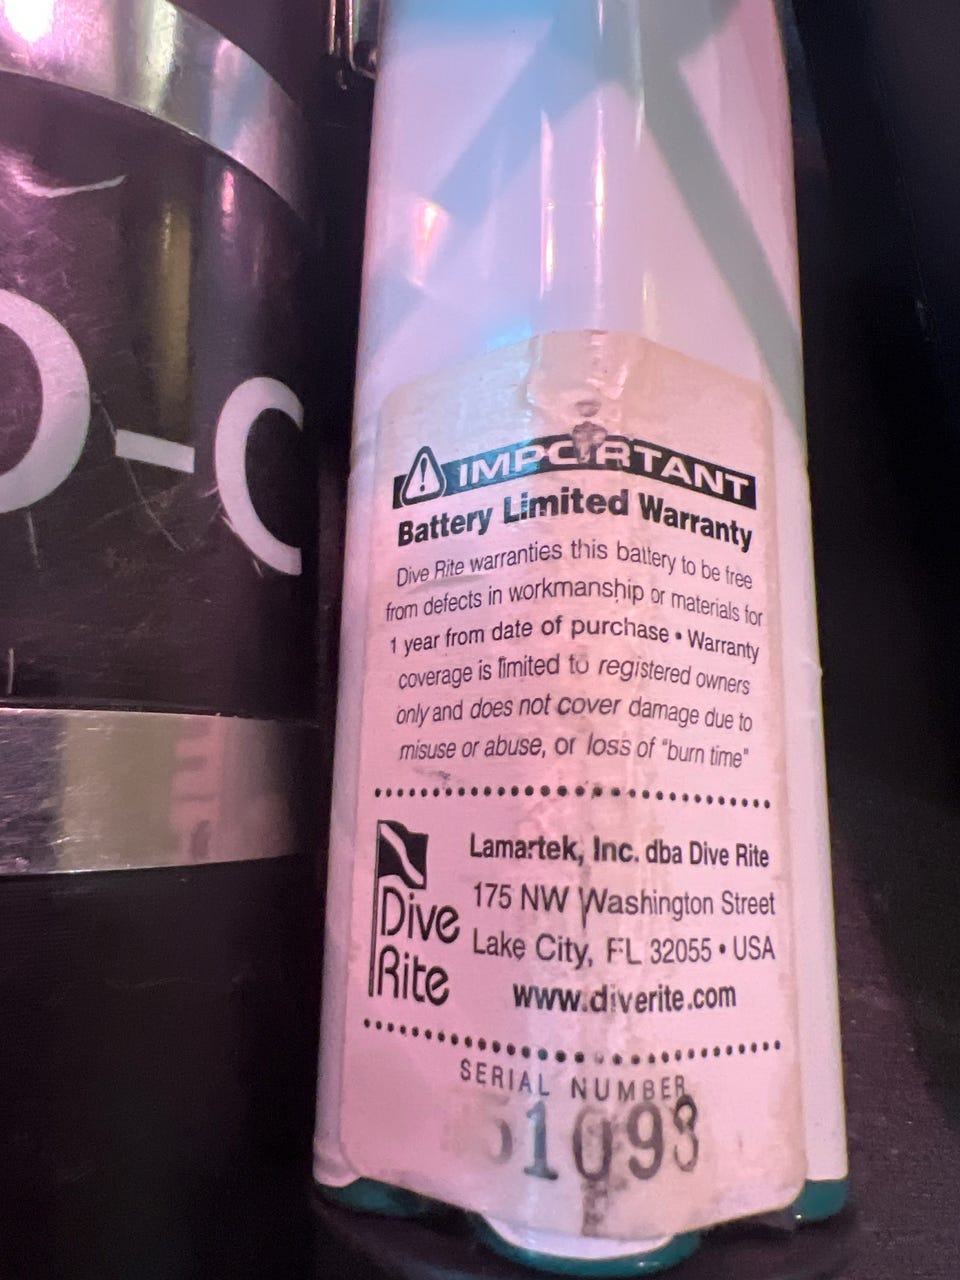 IMPORTANT
Battery Limited Warranty
Dive Rite warranties this battery to be free
from defects in workmanship or materials for
1 year from date of purchase • Warranty
coverage is limited to registered owners
only and does not cover damage due to
misuse or abuse, or loss of "burn time"
Dive
Rite
Lamartek, Inc. dba Dive Rite
175 NW Washington Street
Lake City, FL 32055 • USA
www.diverite.com
SERIAL NUMBER